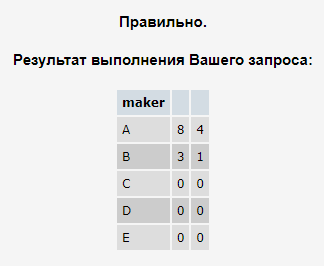 Правильно.
Результат выполнения Вашего запроса:
maker
A 8 4
B 3 1
C 0 0
D 0 0
E 0 0